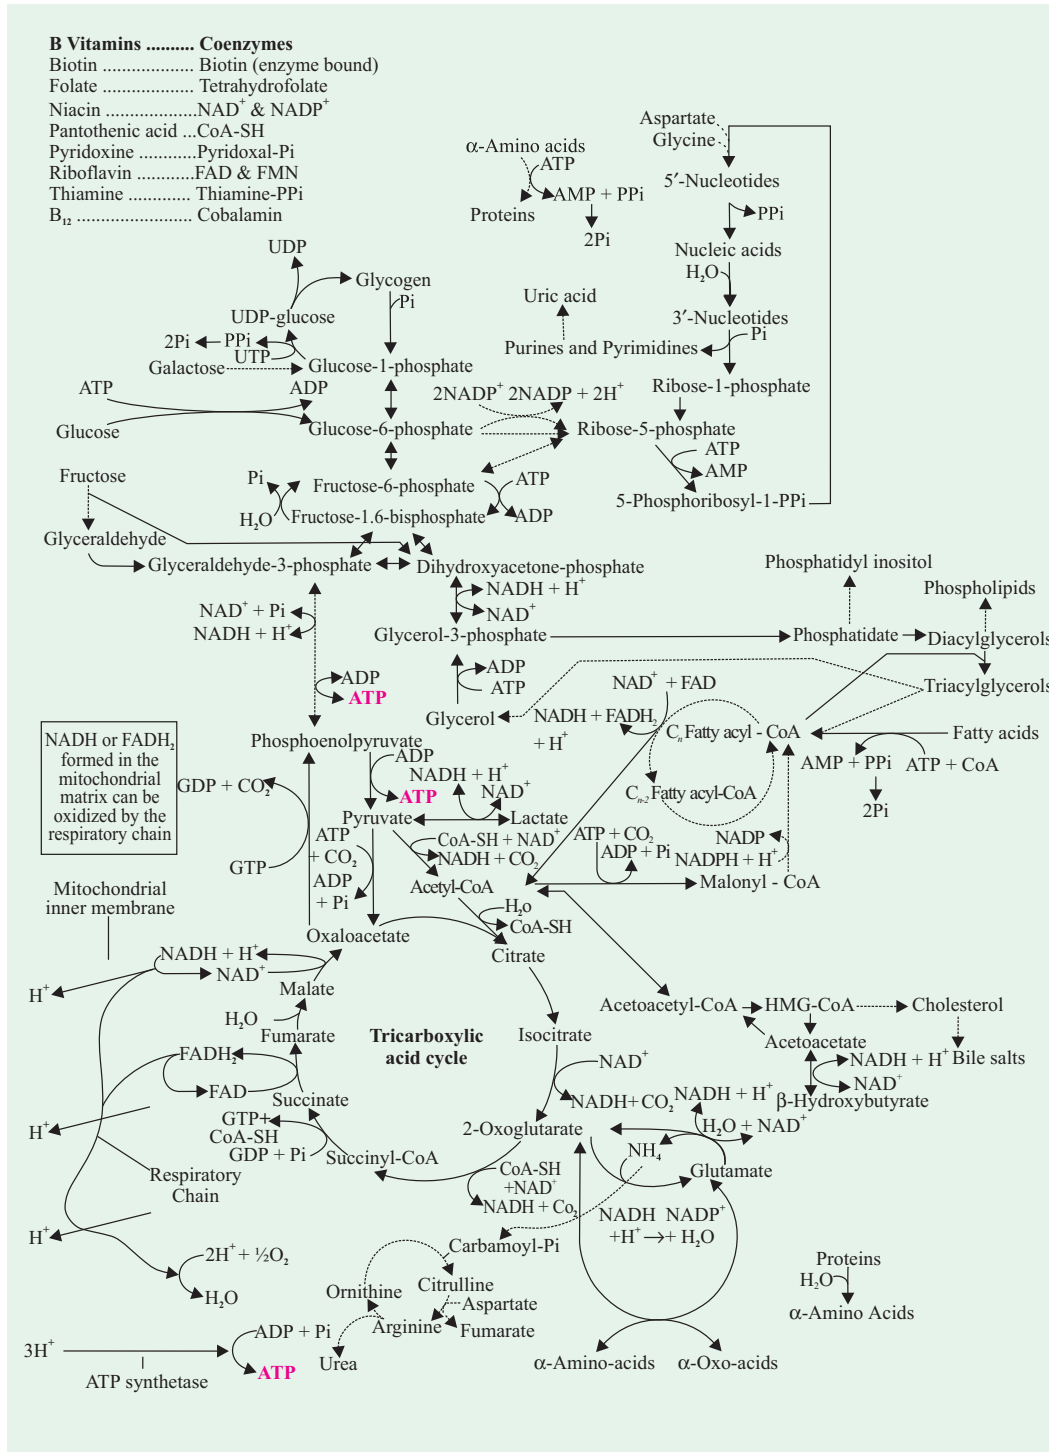 B Vitamins .......... Coenzymes
Biotin ................... Biotin (enzyme bound)
Folate ................... Tetrahydrofolate
Niacin ...................NAD⁺ & NADP⁺
Pantothenic acid ...CoA-SH
Pyridoxine ............Pyridoxal-Pi
Riboflavin ............FAD & FMN
Thiamine ............. Thiamine-PPi
B₁₂ ........................ Cobalamin
Aspartate
Glycine
α-Amino acids
ATP
AMP + PPi
Proteins
2Pi
5′-Nucleotides
PPi
Nucleic acids
H₂O
3′-Nucleotides
Pi
Uric acid
Purines and Pyrimidines
Ribose-1-phosphate
UDP
Glycogen
Pi
UDP-glucose
2Pi
PPi
UTP
Galactose
Glucose-1-phosphate
ATP
ADP
2NADP⁺ 2NADP + 2H⁺
Glucose
Glucose-6-phosphate
Ribose-5-phosphate
ATP
AMP
5-Phosphoribosyl-1-PPi
Fructose
Pi
Fructose-6-phosphate
ATP
H₂O
Fructose-1.6-bisphosphate
ADP
Glyceraldehyde
Glyceraldehyde-3-phosphate
Dihydroxyacetone-phosphate
Phosphatidyl inositol
Phospholipids
NADH + H⁺
NAD⁺
NAD⁺ + Pi
NADH + H⁺
Glycerol-3-phosphate
Phosphatidate
Diacylglycerols
ADP
ATP
ADP
ATP
Glycerol
NAD⁺ + FAD
Triacylglycerols
NADH + FADH₂
+ H⁺
Cₙ Fatty acyl - CoA
Fatty acids
Phosphoenolpyruvate
AMP + PPi
ATP + CoA
NADH or FADH₂
formed in the
mitochondrial
matrix can be
oxidized by the
respiratory chain
GDP + CO₂
ADP
NADH + H⁺
NAD⁺
ATP
Cₙ₋₂ Fatty acyl-CoA
2Pi
Pyruvate
Lactate
ATP
+ CO₂
CoA-SH + NAD⁺
NADH + CO₂
ATP + CO₂
ADP + Pi
NADP
NADPH + H⁺
GTP
ADP
+ Pi
Acetyl-CoA
Malonyl - CoA
Mitochondrial
inner membrane
H₂o
CoA-SH
Oxaloacetate
Citrate
NADH + H⁺
NAD⁺
H⁺
Malate
Acetoacetyl-CoA
HMG-CoA
Cholesterol
H₂O
Fumarate
Tricarboxylic
acid cycle
Isocitrate
Acetoacetate
FADH₂
NAD⁺
NADH + H⁺
Bile salts
NAD⁺
FAD
Succinate
NADH+CO₂
NADH + H⁺
β-Hydroxybutyrate
GTP+
CoA-SH
GDP + Pi
H⁺
2-Oxoglutarate
H₂O + NAD⁺
NH₄
Succinyl-CoA
Glutamate
Respiratory
Chain
CoA-SH
+NAD⁺
NADH + Co₂
NADH NADP⁺
+H⁺→+ H₂O
H⁺
2H⁺ + ½O₂
H₂O
Carbamoyl-Pi
Ornithine
Citrulline
Aspartate
Arginine
Fumarate
Urea
Proteins
H₂O
α-Amino Acids
3H⁺
ADP + Pi
ATP
ATP synthetase
α-Amino-acids
α-Oxo-acids